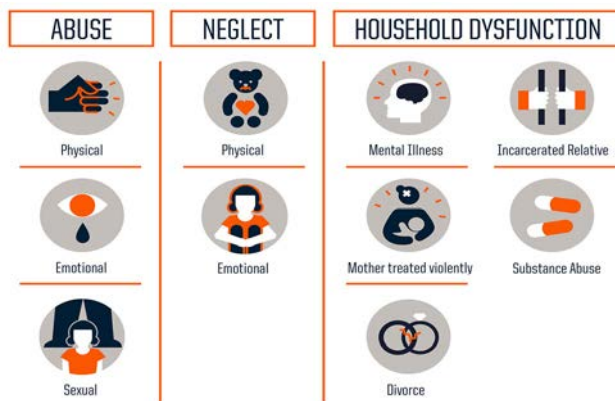 ABUSE
NEGLECT
HOUSEHOLD DYSFUNCTION
Physical
Physical
Mental Illness
Incarcerated Relative
Emotional
Emotional
Mother treated violently
Substance Abuse
Sexual
Divorce